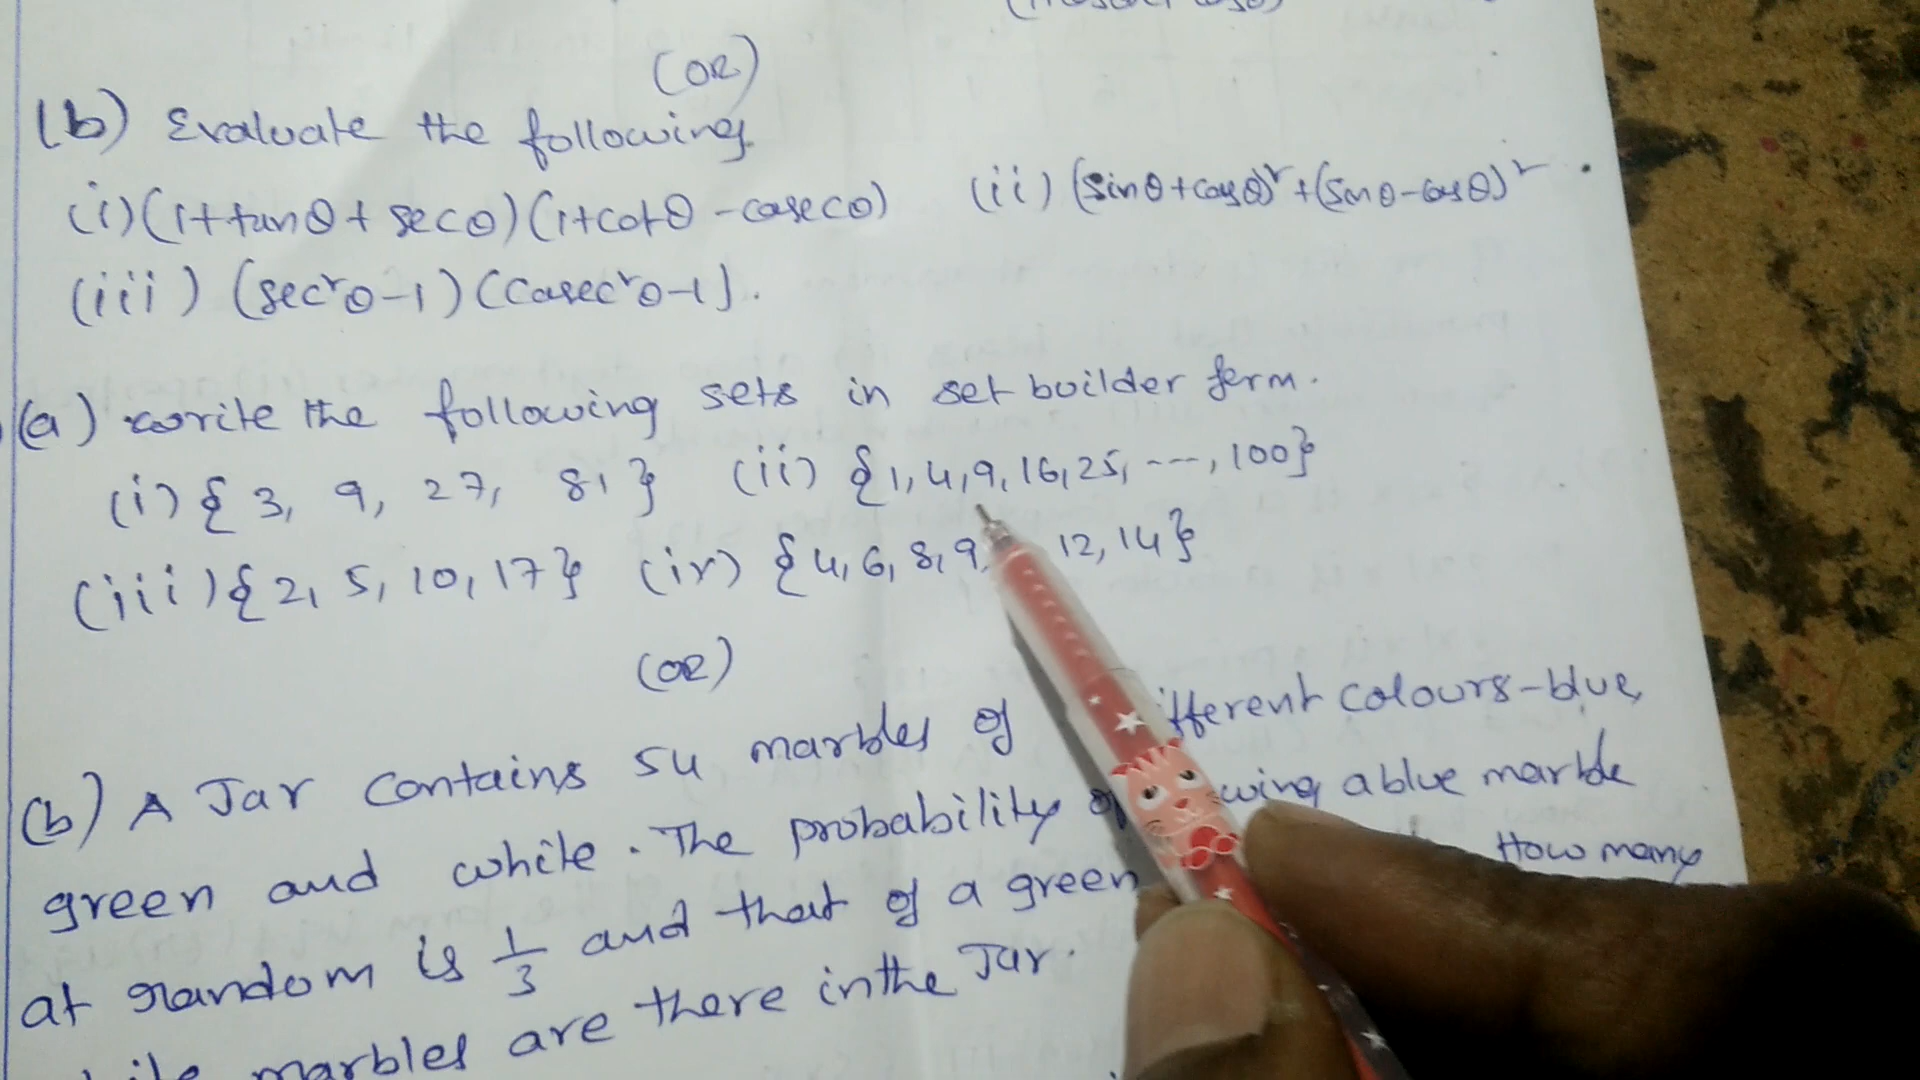 (OR)
(b) Evaluate the following
(i) (1+tanθ+secθ)(1+cotθ-cosecθ) (ii) (sinθ+cosθ)²+(sinθ-cosθ)²
(iii) (sec²θ-1)(cosec²θ-1).
(a) write the following sets in set builder form.
(i) {3, 9, 27, 81} (ii) {1,4,9,16,25,----,100}
(iii) {2, 5, 10, 17} (iv) {4,6,8,9, 12,14}
(OR)
(b) A Jar contains 54 marbles of ifferent colours-blue,
green and white. The probability wing a blue marble
at random is 1/3 and that of a green How many
marbles are there in the Jar.